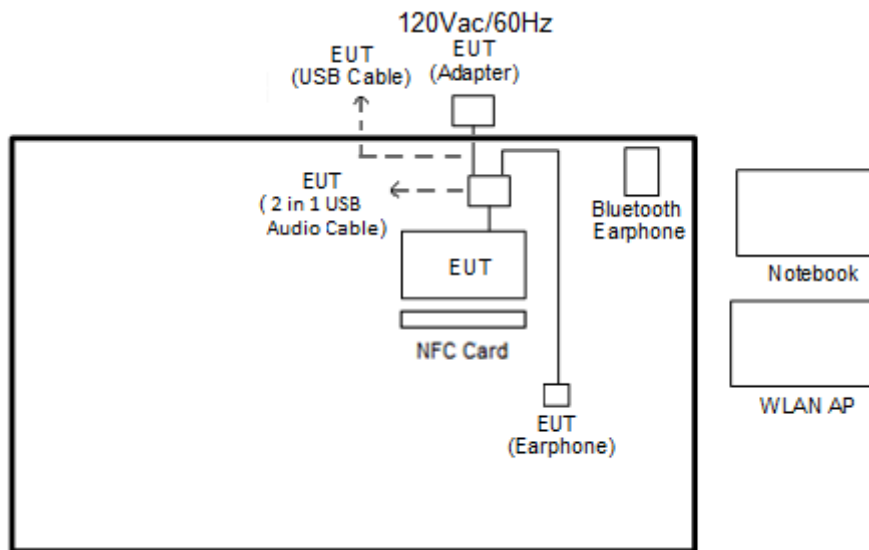 120Vac/60Hz
EUT
(USB Cable)
EUT
(Adapter)
EUT
( 2 in 1 USB
Audio Cable)
Bluetooth
Earphone
EUT
NFC Card
EUT
(Earphone)
Notebook
WLAN AP